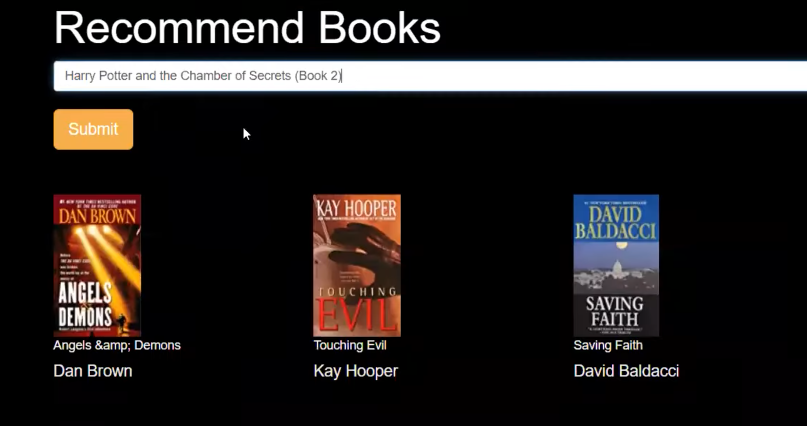 Recommend Books
Harry Potter and the Chamber of Secrets (Book 2)
Submit
DAN BROWN
ANGELS
DEMONS
Angels &amp;amp; Demons
Dan Brown
KAY HOOPER
TOUCHING
EVIL
Touching Evil
Kay Hooper
DAVID
BALDACCI
SAVING
FAITH
Saving Faith
David Baldacci